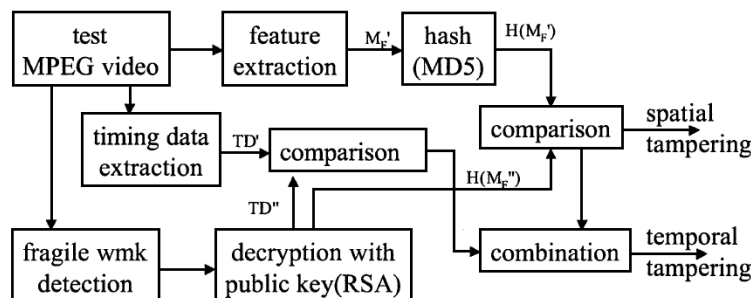 test
MPEG video
feature
extraction
M_F'
hash
(MD5)
H(M_F')
timing data
extraction
TD'
comparison
comparison
spatial
tampering
TD"
H(M_F")
fragile wmk
detection
decryption with
public key(RSA)
combination
temporal
tampering